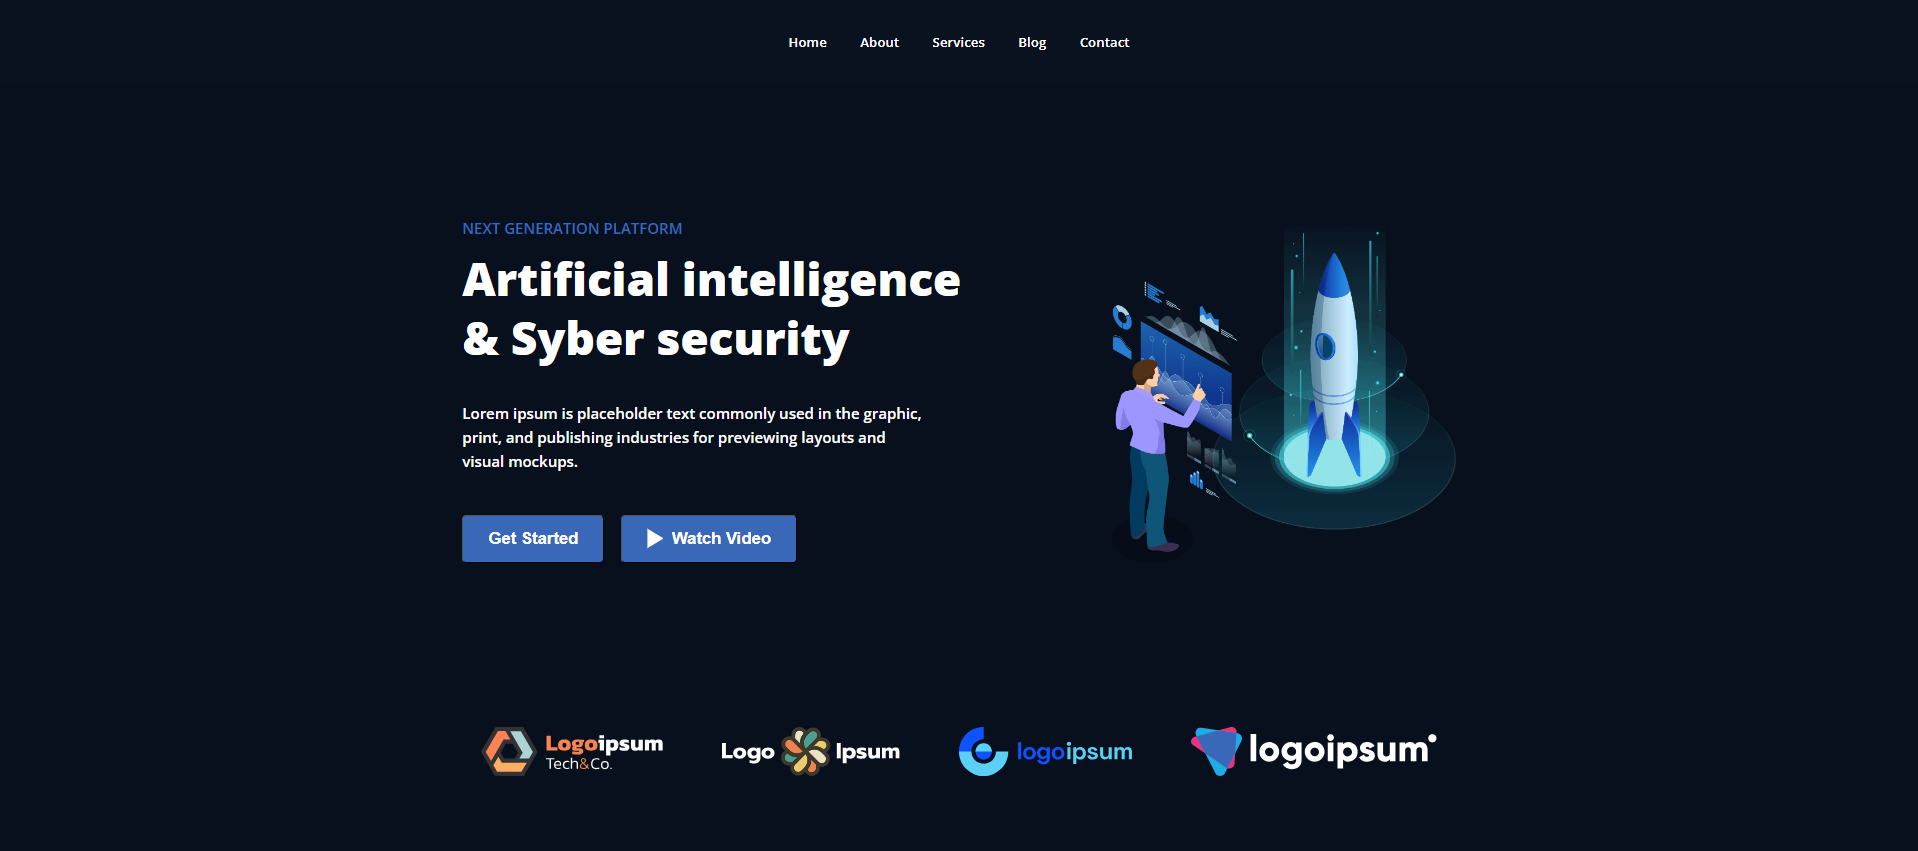 Home About Services Blog Contact
NEXT GENERATION PLATFORM
Artificial intelligence
& Syber security
Lorem ipsum is placeholder text commonly used in the graphic,
print, and publishing industries for previewing layouts and
visual mockups.
Get Started Watch Video
Logoipsum
Tech&Co.
Logo Ipsum
logoipsum
logoipsum